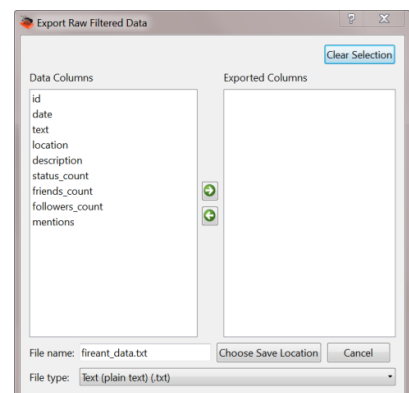 Export Raw Filtered Data
Clear Selection
Data Columns Exported Columns
id
date
text
location
description
status_count
friends_count
followers_count
mentions
File name: fireant_data.txt Choose Save Location Cancel
File type: Text (plain text) (.txt)